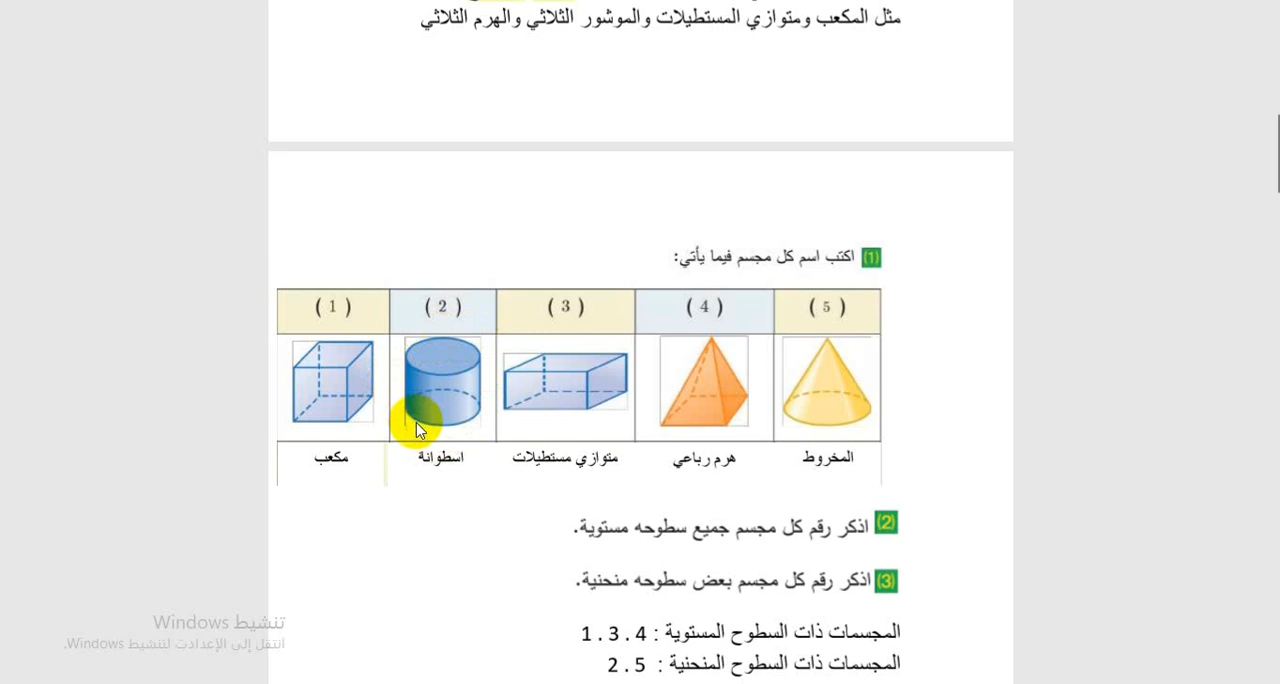 مثل المكعب ومتوازي المستطيلات والموشور الثلاثي والهرم الثلاثي
(1) اكتب اسم كل مجسم فيما يأتي:
( 1 ) ( 2 ) ( 3 ) ( 4 ) ( 5 )
مكعب اسطوانة متوازي مستطيلات هرم رباعي المخروط
(2) اذكر رقم كل مجسم جميع سطوحه مستوية.
(3) اذكر رقم كل مجسم بعض سطوحه منحنية.
المجسمات ذات السطوح المستوية : 1 . 3 . 4
المجسمات ذات السطوح المنحنية : 2 . 5
تنشيط Windows
انتقل إلى الإعدادت لتنشيط Windows.